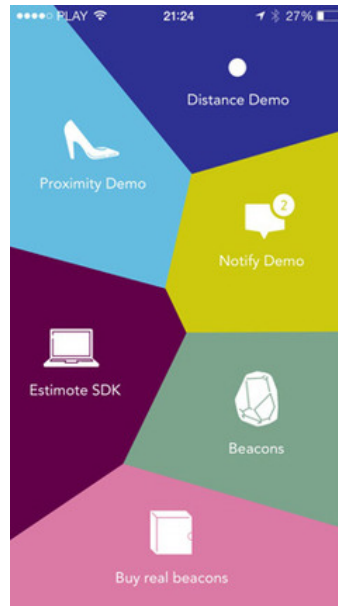 PLAY 21:24 27%
Distance Demo
Proximity Demo
2
Notify Demo
Estimote SDK
Beacons
Buy real beacons